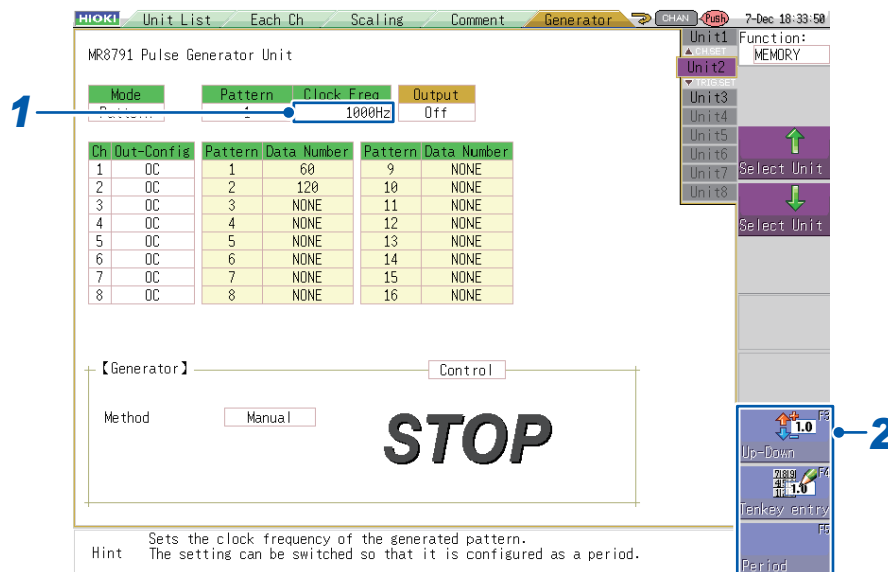 HIOKI Unit List Each Ch Scaling Comment Generator CHAN Push 7-Dec 18:33:50
Unit1 Function:
MR8791 Pulse Generator Unit ▲CH.SET MEMORY
Unit2
▼TRIG.SET
Mode Pattern Clock Freq Output Unit3
1 Pattern 1 1000Hz Off Unit4
Unit5
Ch Out-Config Pattern Data Number Pattern Data Number Unit6
1 OC 1 60 9 NONE Unit7 Select Unit
2 OC 2 120 10 NONE Unit8
3 OC 3 NONE 11 NONE
4 OC 4 NONE 12 NONE Select Unit
5 OC 5 NONE 13 NONE
6 OC 6 NONE 14 NONE
7 OC 7 NONE 15 NONE
8 OC 8 NONE 16 NONE
【Generator】 Control
Method Manual STOP
F3
1.0
2
Up-Down
F4
1.0
Tenkey entry
F5
Period
Hint Sets the clock frequency of the generated pattern.
The setting can be switched so that it is configured as a period.